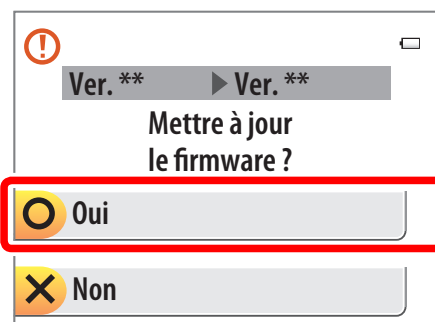 Ver. ** ▶ Ver. **
Mettre à jour
le firmware ?
Oui
Non